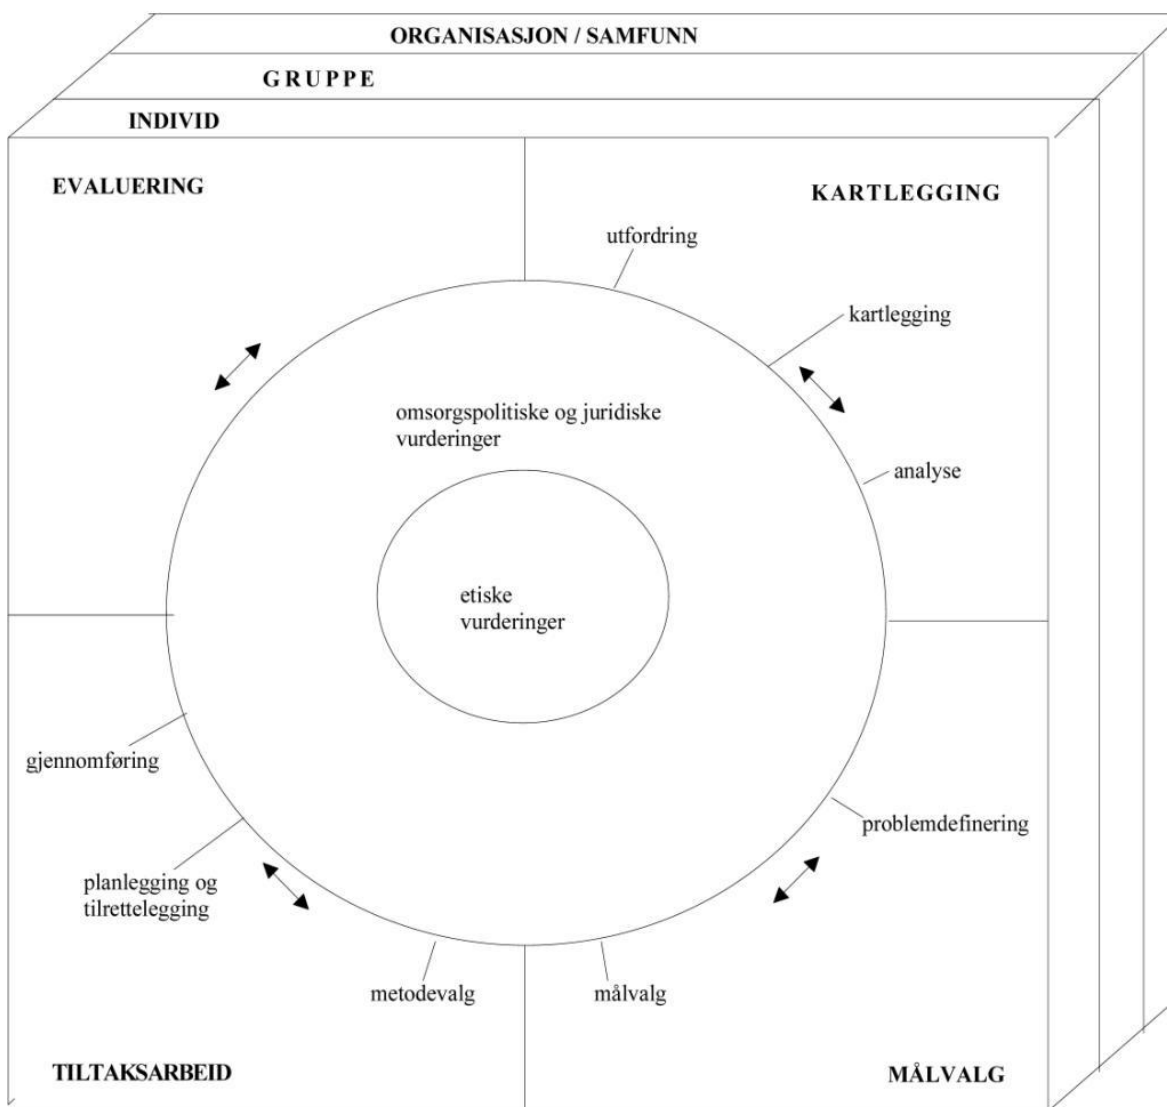 ORGANISASJON / SAMFUNN
GRUPPE
INDIVID
EVALUERING
KARTLEGGING
utfordring
kartlegging
omsorgspolitiske og juridiske
vurderinger
analyse
etiske
vurderinger
gjennomføring
problemdefinering
planlegging og
tilrettelegging
metodevalg
målvalg
TILTAKSARBEID
MÅLVALG